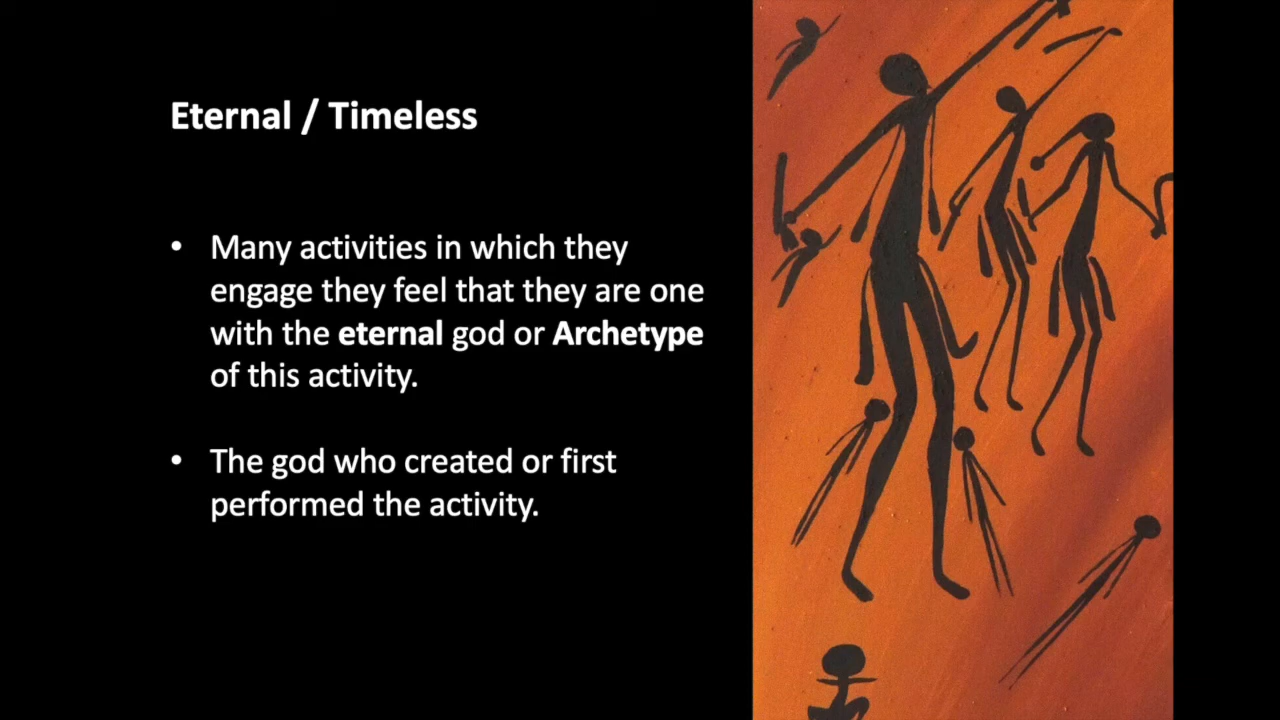 Eternal / Timeless
• Many activities in which they
engage they feel that they are one
with the eternal god or Archetype
of this activity.
• The god who created or first
performed the activity.